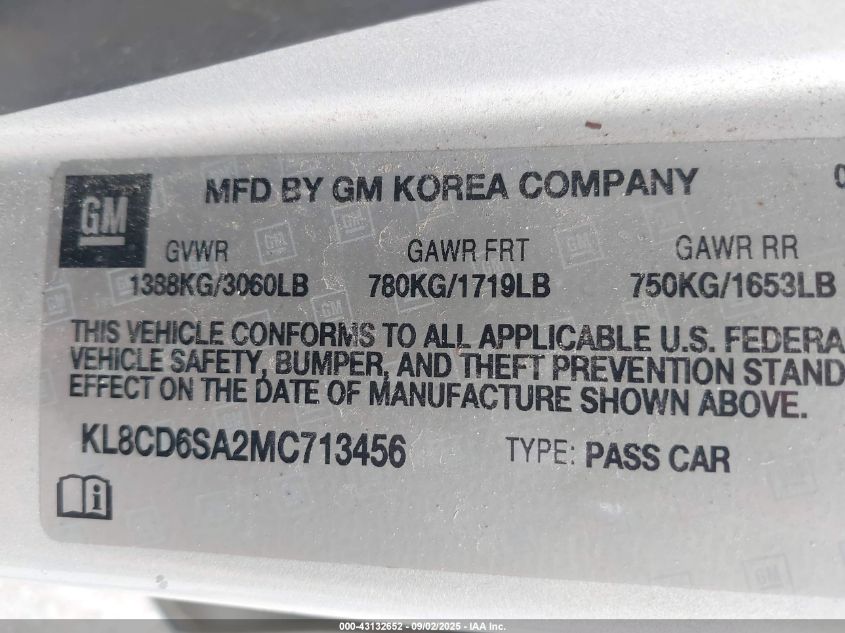 GM
MFD BY GM KOREA COMPANY 0
GVWR GAWR FRT GAWR RR
1388KG/3060LB 780KG/1719LB 750KG/1653LB
THIS VEHICLE CONFORMS TO ALL APPLICABLE U.S. FEDERA
VEHICLE SAFETY, BUMPER, AND THEFT PREVENTION STAND
EFFECT ON THE DATE OF MANUFACTURE SHOWN ABOVE.
KL8CD6SA2MC713456 TYPE: PASS CAR
i
000-43132652 - 09/02/2025 - IAA Inc.